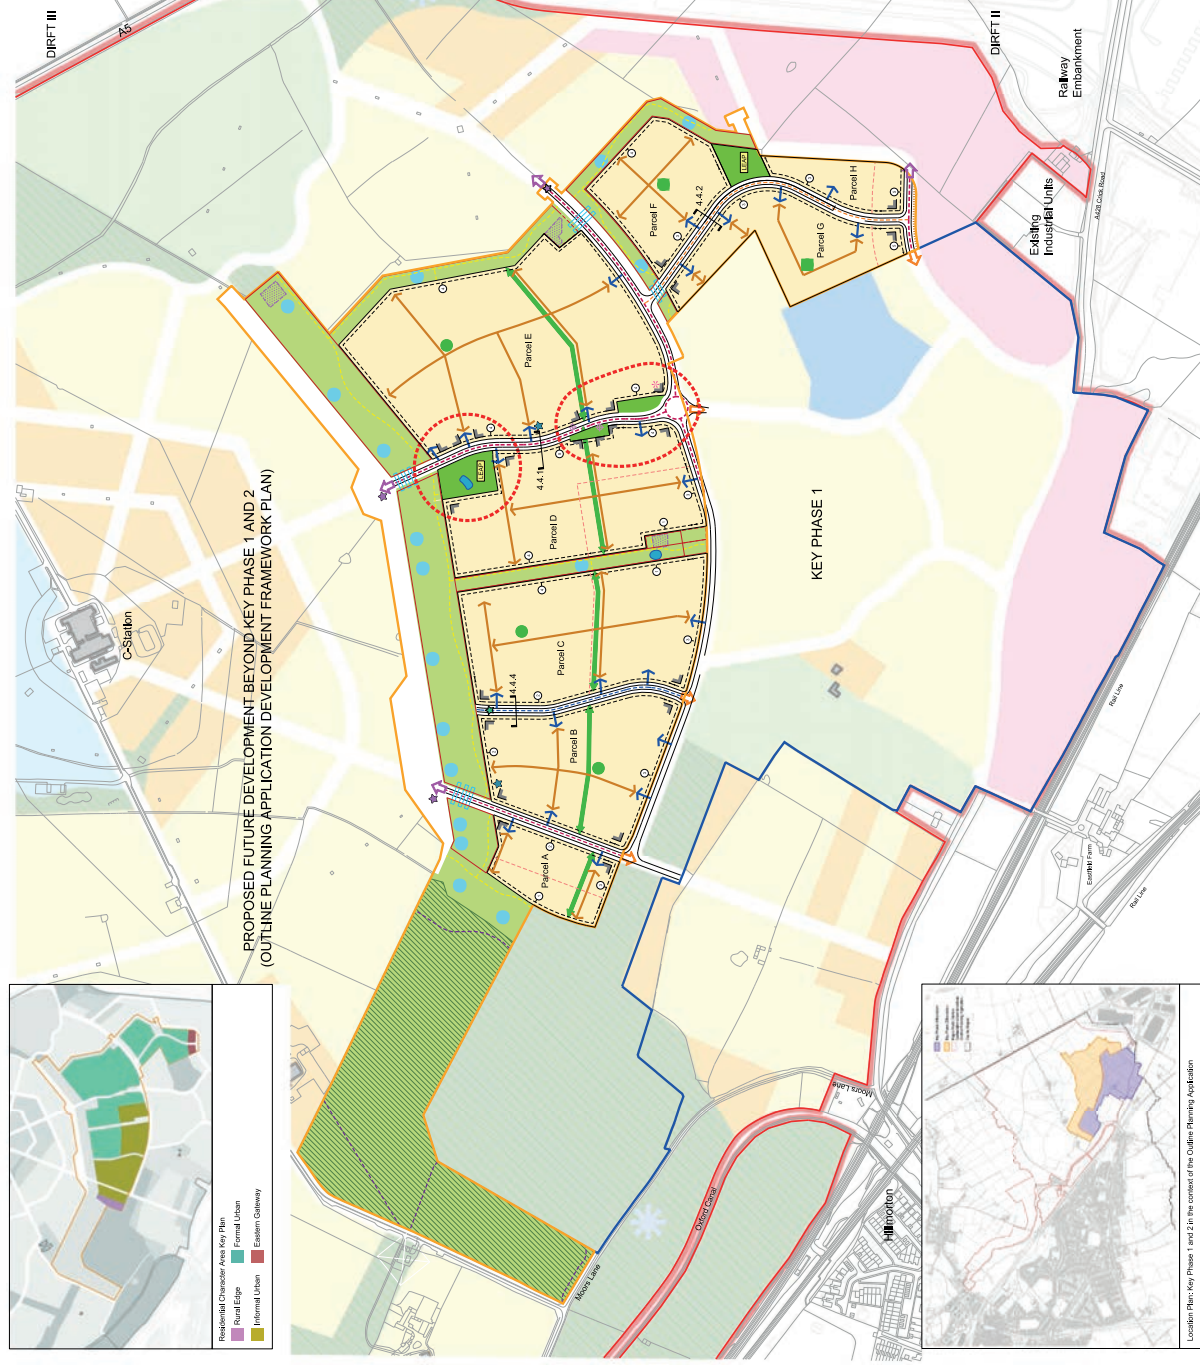 DIRFT III
A5
DIRFT II
Railway
Embankment
Existing
Industrial Units
A428 Crick Road
PROPOSED FUTURE DEVELOPMENT BEYOND KEY PHASE 1 AND 2
(OUTLINE PLANNING APPLICATION DEVELOPMENT FRAMEWORK PLAN)
C-Station
Parcel F
4.4.2
LEAP
Parcel H
Parcel G
Parcel E
LEAP
4.4.1
Parcel D
Parcel C
4.4.4
Parcel B
Parcel A
KEY PHASE 1
Rail Line
Eastfield Farm
Rail Line
Moors Lane
Oxford Canal
Moors Lane
Hillmorton
Residential Character Area Key Plan
Rural Edge
Formal Urban
Informal Urban
Eastern Gateway
Location Plan: Key Phase 1 and 2 in the context of the Outline Planning Application